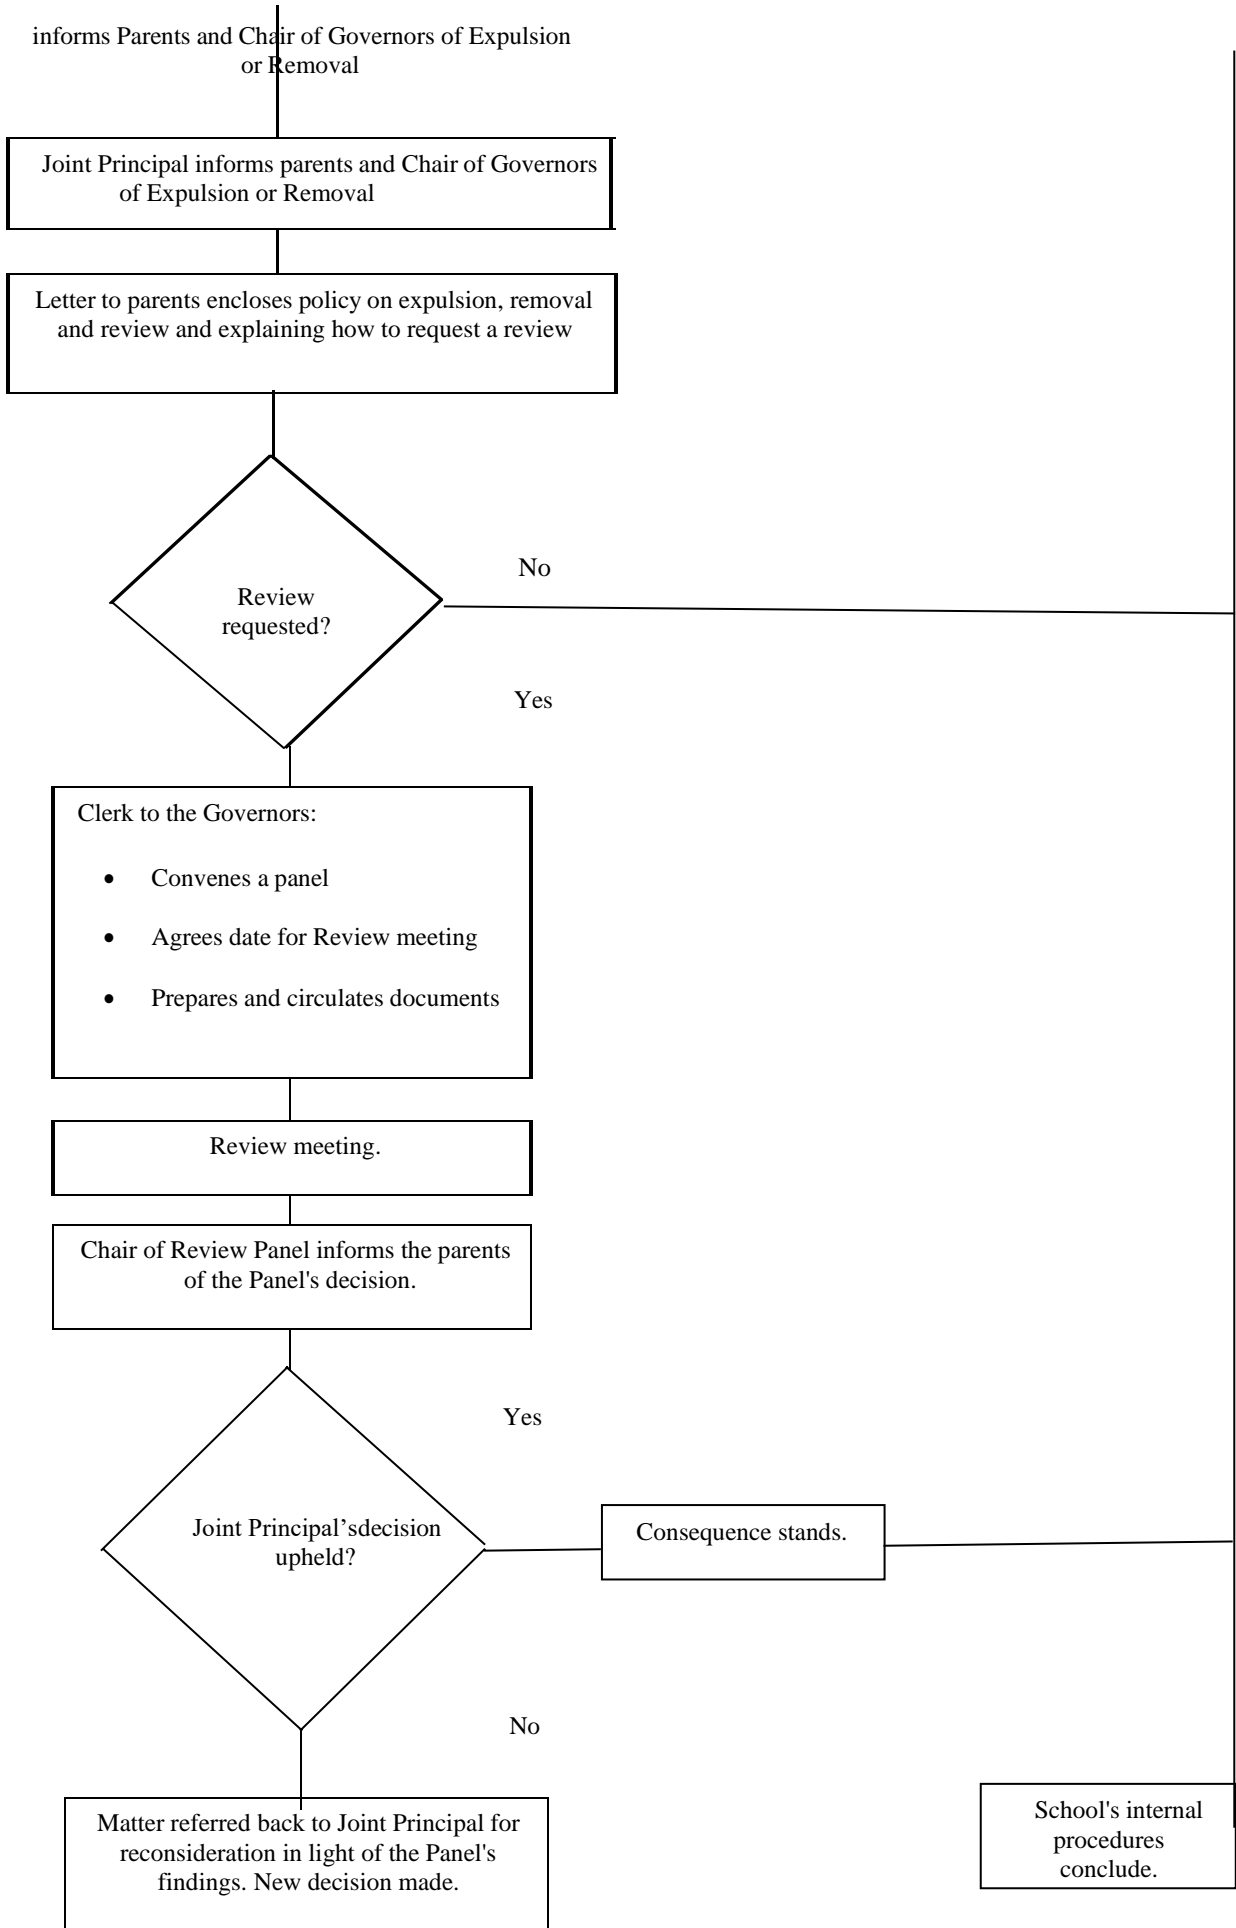 informs Parents and Chair of Governors of Expulsion
or Removal
Joint Principal informs parents and Chair of Governors
of Expulsion or Removal
Letter to parents encloses policy on expulsion, removal
and review and explaining how to request a review
No
Review
requested?
Yes
Clerk to the Governors:
• Convenes a panel
• Agrees date for Review meeting
• Prepares and circulates documents
Review meeting.
Chair of Review Panel informs the parents
of the Panel's decision.
Yes
Joint Principal’sdecision
upheld?
Consequence stands.
No
Matter referred back to Joint Principal for
reconsideration in light of the Panel's
findings. New decision made.
School's internal
procedures
conclude.